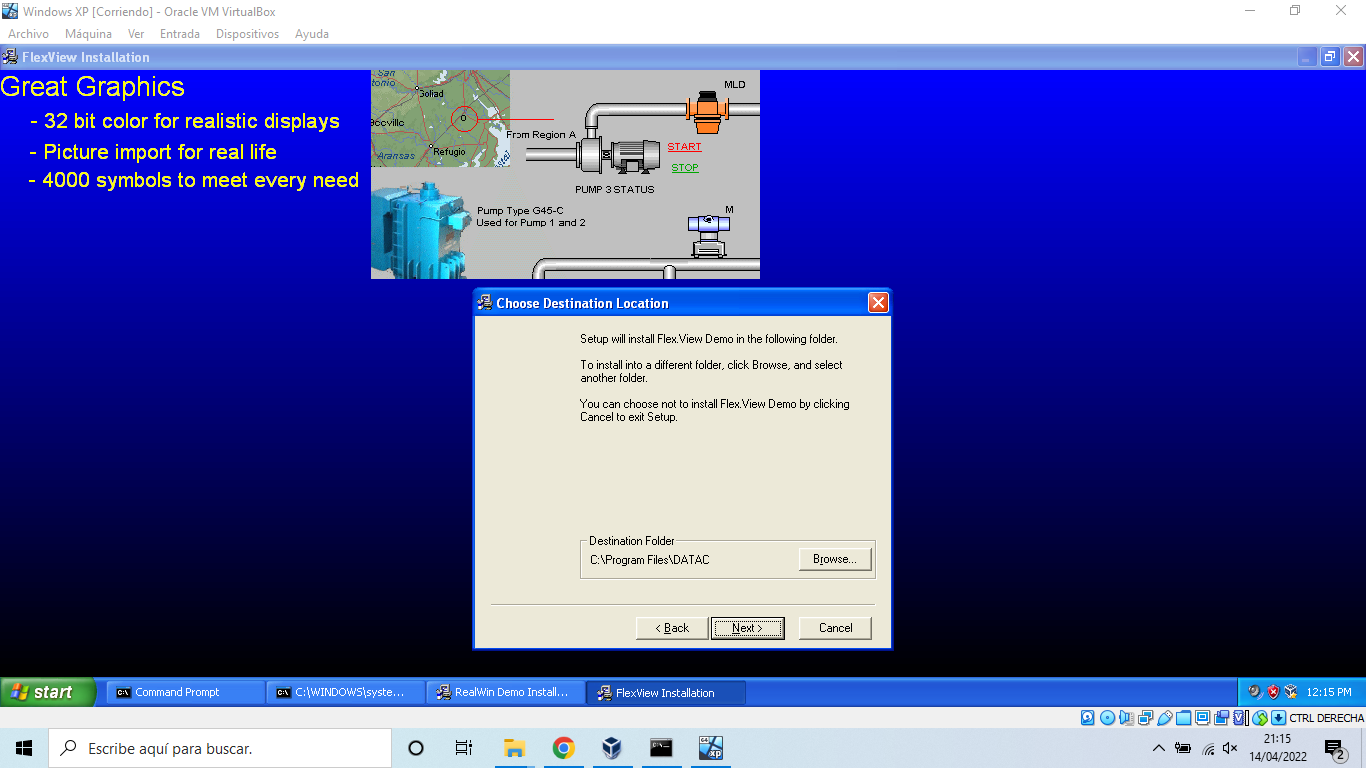 Windows XP [Corriendo] - Oracle VM VirtualBox
Archivo Máquina Ver Entrada Dispositivos Ayuda
FlexView Installation
Great Graphics
- 32 bit color for realistic displays
- Picture import for real life
- 4000 symbols to meet every need
San
Goliad
Refugio
Aransas
From Region A
MLD
START
STOP
PUMP 3 STATUS
Pump Type G45-C
Used for Pump 1 and 2
M
Choose Destination Location
Setup will install Flex.View Demo in the following folder.
To install into a different folder, click Browse, and select
another folder.
You can choose not to install Flex.View Demo by clicking
Cancel to exit Setup.
Destination Folder
C:\Program Files\DATAC
Browse...
< Back Next > Cancel
start Command Prompt C:\WINDOWS\syste... RealWin Demo Install... FlexView Installation 12:15 PM
CTRL DERECHA
Escribe aquí para buscar.
21:15
14/04/2022
2